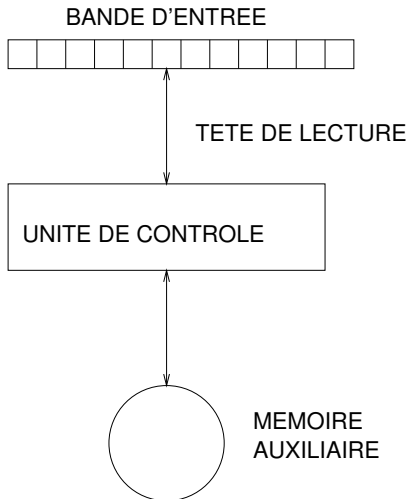 BANDE D'ENTREE
TETE DE LECTURE
UNITE DE CONTROLE
MEMOIRE
AUXILIAIRE